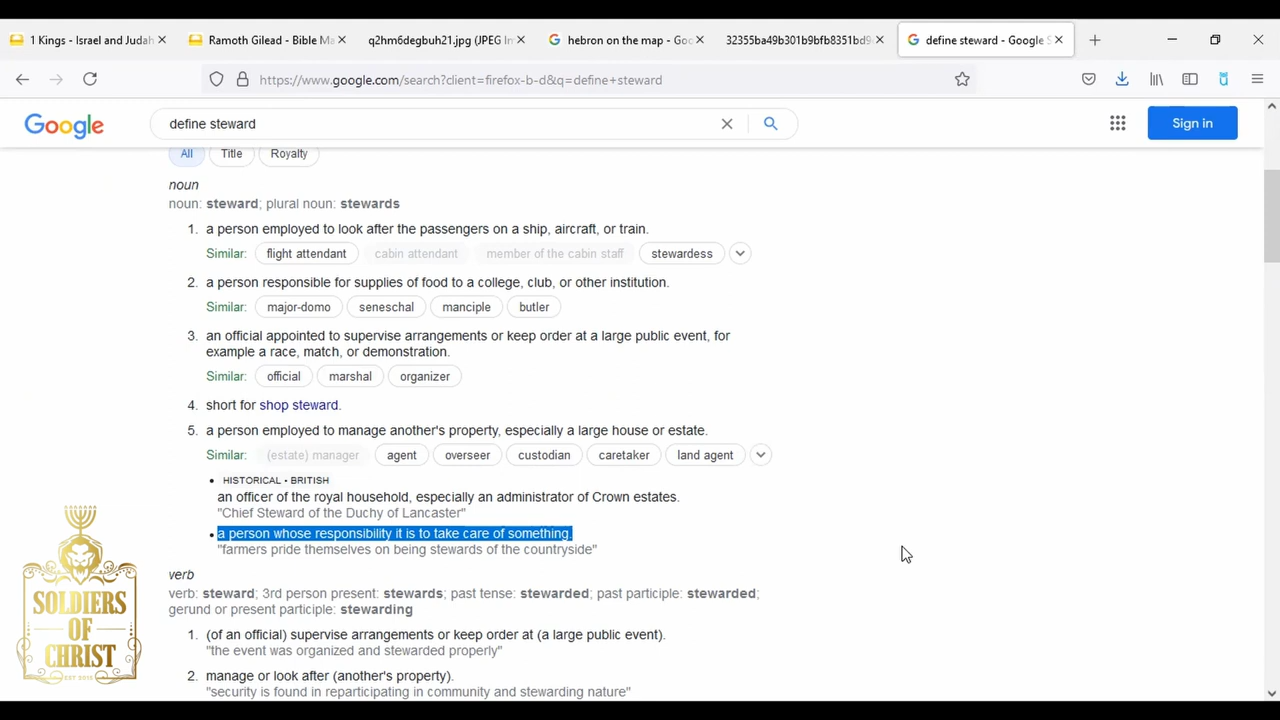 1 Kings - Israel and Judah
Ramoth Gilead - Bible Ma
q2hm6degbuh21.jpg (JPEG Im
hebron on the map - Goo
32355ba49b301b9bfb8351bd9
define steward - Google S
https://www.google.com/search?client=firefox-b-d&q=define+steward
Google
define steward
Sign in
All
Title
Royalty
noun
noun: steward; plural noun: stewards
1. a person employed to look after the passengers on a ship, aircraft, or train.
Similar: flight attendant cabin attendant member of the cabin staff stewardess
2. a person responsible for supplies of food to a college, club, or other institution.
Similar: major-domo seneschal manciple butler
3. an official appointed to supervise arrangements or keep order at a large public event, for
example a race, match, or demonstration.
Similar: official marshal organizer
4. short for shop steward.
5. a person employed to manage another's property, especially a large house or estate.
Similar: (estate) manager agent overseer custodian caretaker land agent
• HISTORICAL • BRITISH
an officer of the royal household, especially an administrator of Crown estates.
"Chief Steward of the Duchy of Lancaster"
• a person whose responsibility it is to take care of something.
"farmers pride themselves on being stewards of the countryside"
verb
verb: steward; 3rd person present: stewards; past tense: stewarded; past participle: stewarded;
gerund or present participle: stewarding
1. (of an official) supervise arrangements or keep order at (a large public event).
"the event was organized and stewarded properly"
2. manage or look after (another's property).
"security is found in reparticipating in community and stewarding nature"
SOLDIERS
OF
CHRIST